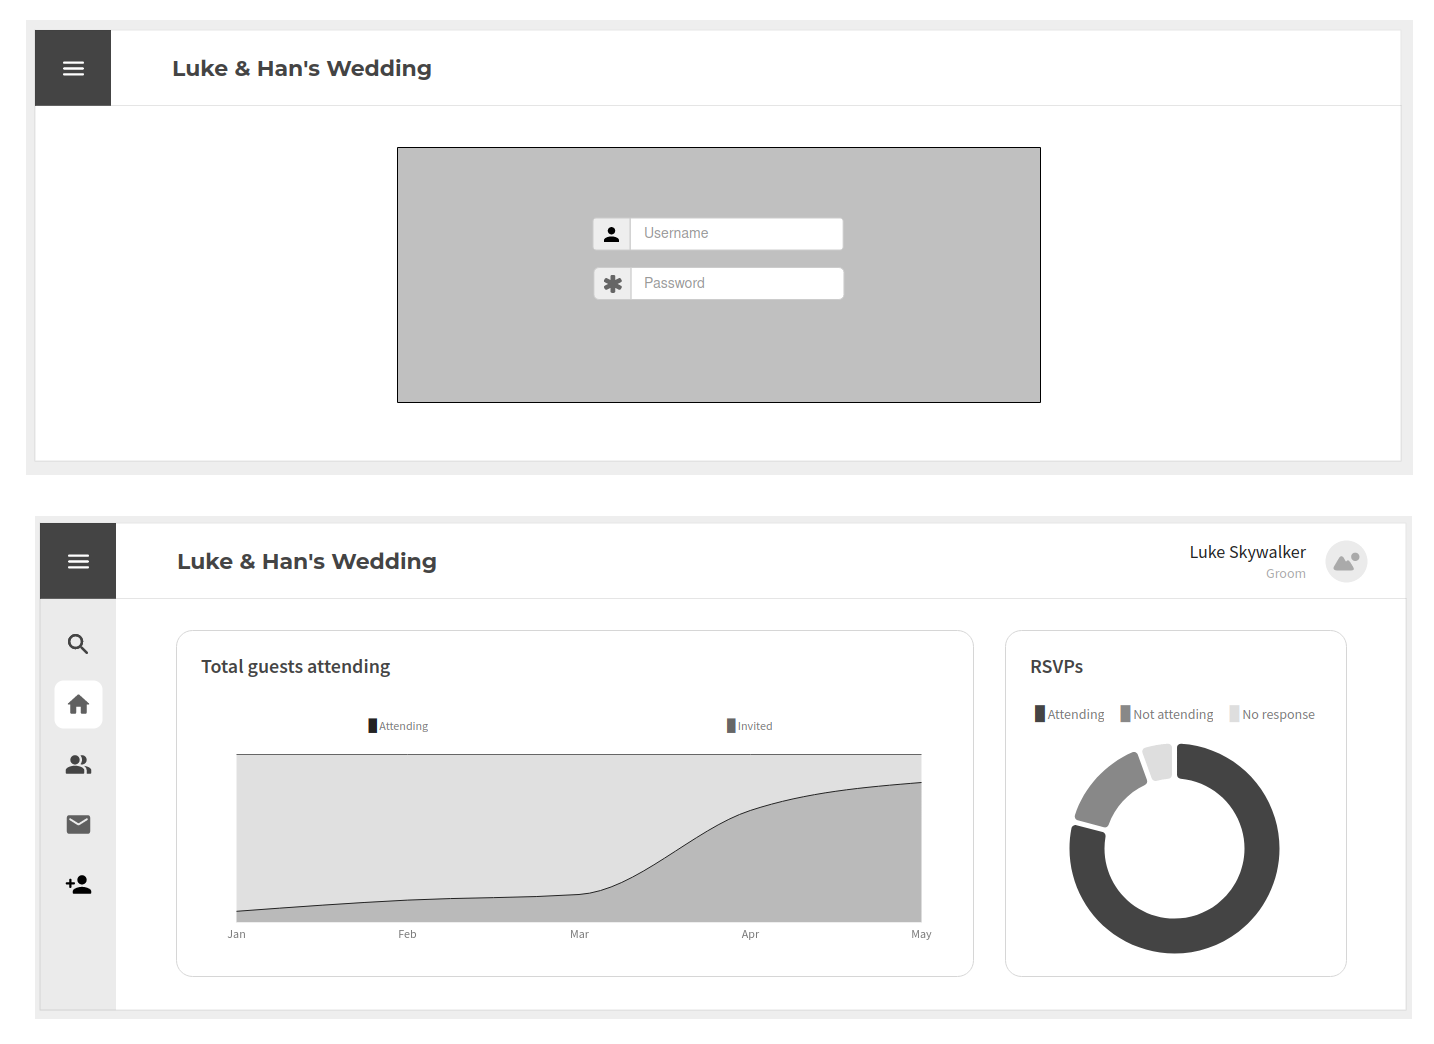 Luke & Han's Wedding
Username
Password
Luke & Han's Wedding
Luke Skywalker
Groom
Total guests attending
Attending
Invited
Jan
Feb
Mar
Apr
May
RSVPs
Attending
Not attending
No response